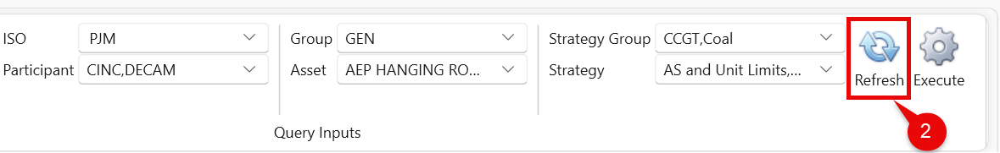 ISO PJM Group GEN Strategy Group CCGT,Coal
Participant CINC,DECAM Asset AEP HANGING RO... Strategy AS and Unit Limits,...
Refresh Execute
Query Inputs
2